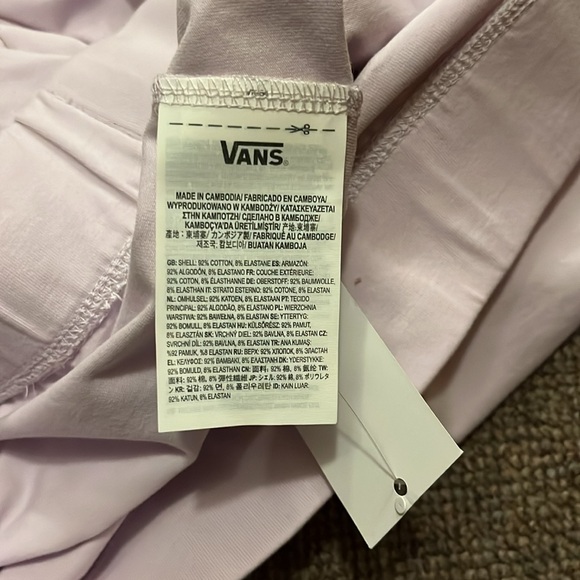 VANS
MADE IN CAMBODIA/ FABRICADO EN CAMBOYA/
WYPRODUKOWANO W KAMBODŻY/ ΚΑΤΑΣΚΕΥΑΖΕΤΑΙ
ΣΤΗΝ ΚΑΜΠΟΤΖΗ/ СДЕЛАНО В КАМБОДЖЕ/
KAMBOÇYA'DA ÜRETİLMİŞTİR/ 产地: 柬埔寨/
產地: 柬埔寨/ カンボジア製/ FABRIQUÉ AU CAMBODGE/
제조국: 캄보디아/ BUATAN KAMBOJA
GB: SHELL: 92% COTTON, 8% ELASTANE ES: ARMAZÓN:
92% ALGODÓN, 8% ELASTANO FR: COUCHE EXTÉRIEURE:
92% COTON, 8% ÉLASTHANNE DE: OBERSTOFF: 92% BAUMWOLLE,
8% ELASTHAN IT: STRATO ESTERNO: 92% COTONE, 8% ELASTAN
NL: OMHULSEL: 92% KATOEN, 8% ELASTAAN PT: TECIDO
PRINCIPAL: 92% ALGODÃO, 8% ELASTANO PL: WIERZCHNIA
WARSTWA: 92% BAWEŁNA, 8% ELASTAN SE: YTTERTYG:
92% BOMULL, 8% ELASTAN HU: KÜLSŐRÉSZ: 92% PAMUT,
8% ELASZTÁN SK: VRCHNÝ DIEL: 92% BAVLNA, 8% ELASTAN CZ:
SVRCHNÍ DÍL: 92% BAVLNA, 8% ELASTAN TR: ANA KUMAŞ:
%92 PAMUK, %8 ELASTAN RU: ВЕРХ: 92% ХЛОПОК, 8% ЭЛАСТАН
EL: ΚΕΛΥΦΟΣ: 92% ΒΑΜΒΑΚΙ, 8% ΕΛΑΣΤΑΝΗ DK: YDERSTYKKE:
92% BOMULD, 8% ELASTHAN CN: 面料: 92% 棉, 8% 氨纶 TW:
面料: 92% 棉, 8% 彈性纖維 JP: シェル: 92% 綿, 8% ポリウレタ
ン KR: 겉감: 92% 면, 8% 폴리우레탄 ID: KAIN LUAR:
92% KATUN, 8% ELASTAN